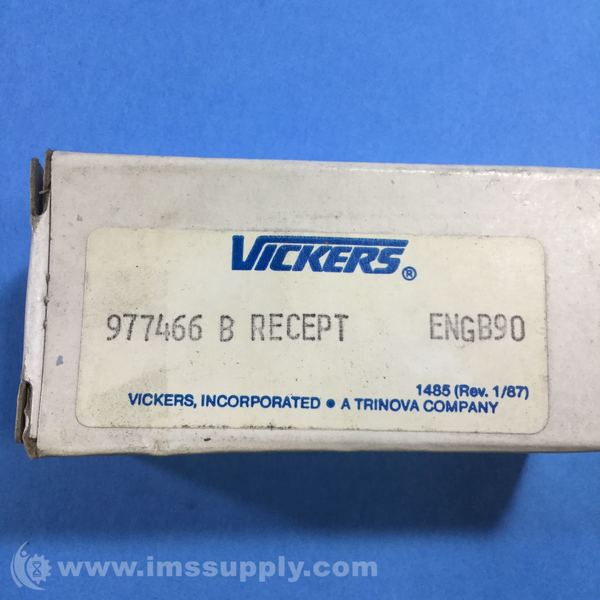 VICKERS®
977466 B RECEPT ENGB90
1485 (Rev. 1/87)
VICKERS, INCORPORATED • A TRINOVA COMPANY
www.imssupply.com